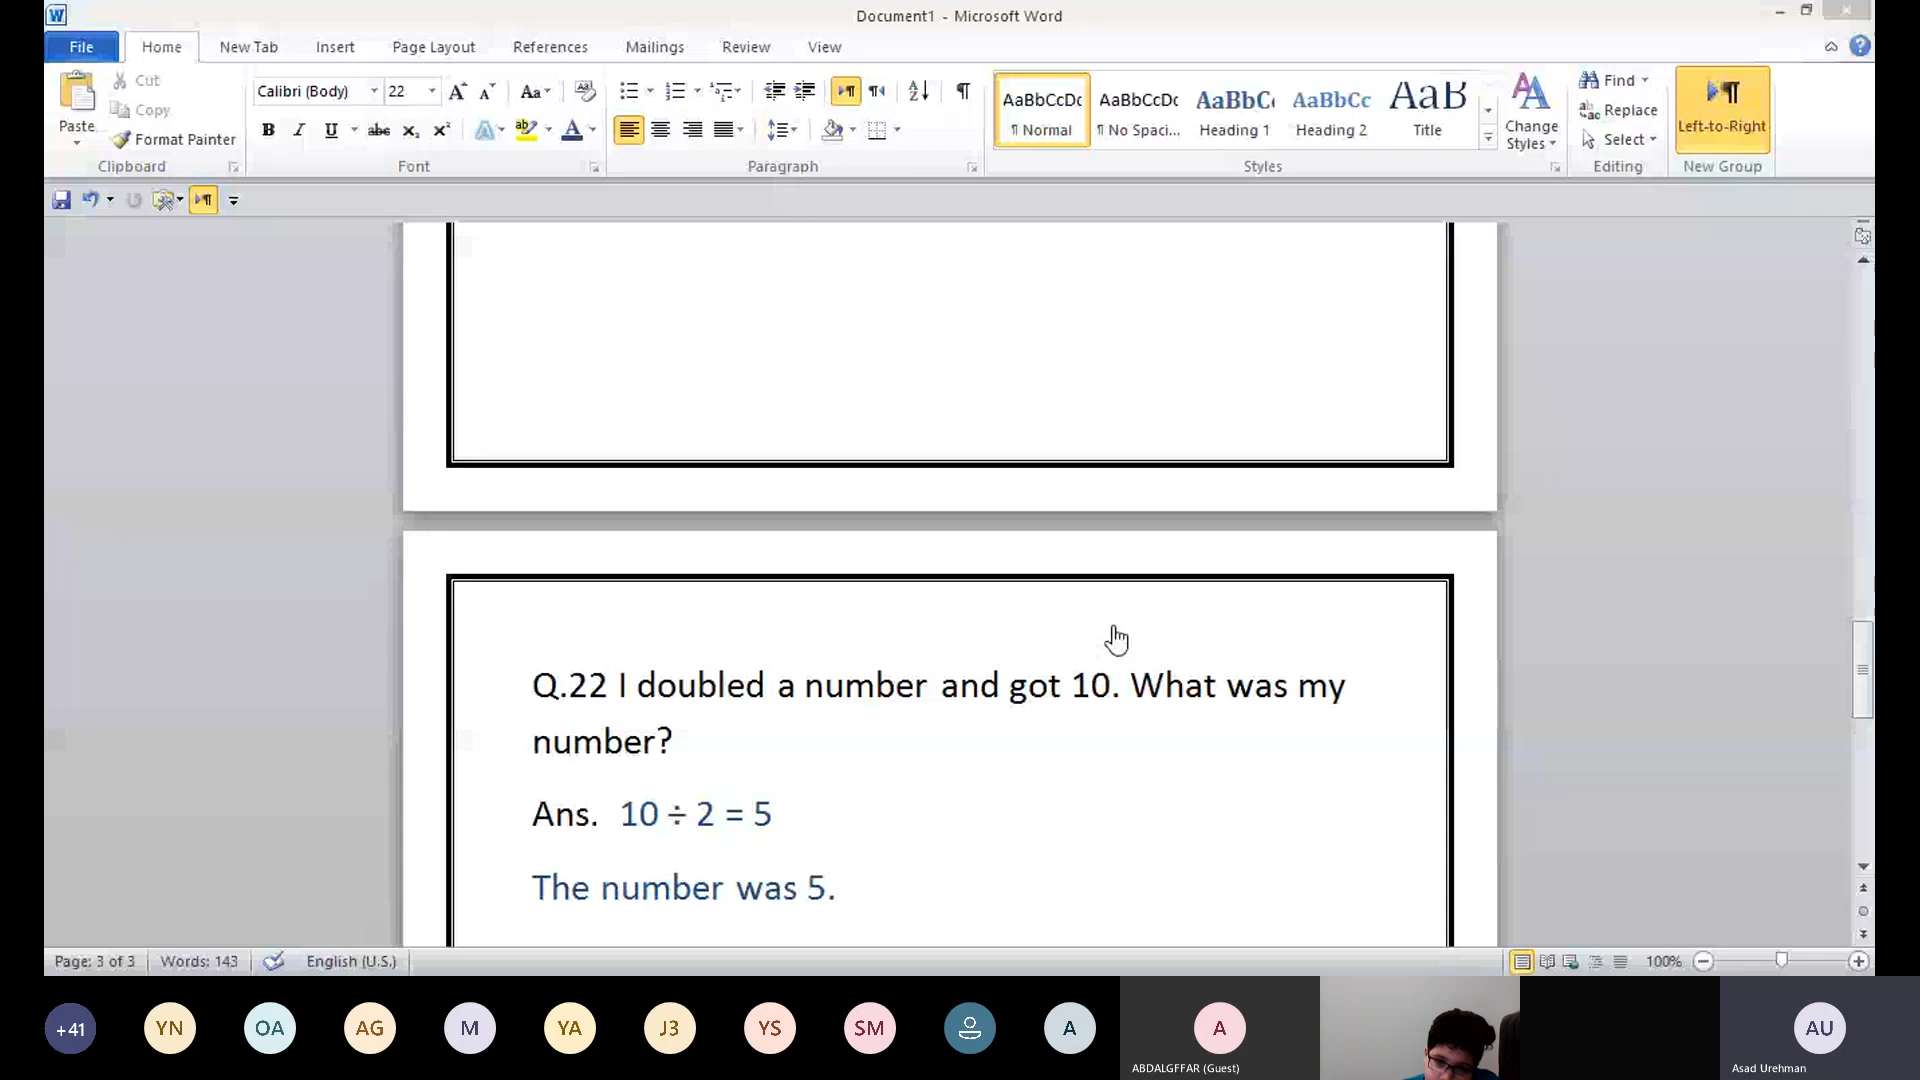 Document1 - Microsoft Word
File Home New Tab Insert Page Layout References Mailings Review View
Cut
Copy
Format Painter
Paste
Clipboard
Calibri (Body) 22
Font
Paragraph
AaBbCcDc AaBbCcDc AaBbC AaBbCc AaB
¶ Normal ¶ No Spaci... Heading 1 Heading 2 Title
Change
Styles
Styles
Find
Replace
Select
Editing
Left-to-Right
New Group
Q.22 I doubled a number and got 10. What was my
number?
Ans. 10 ÷ 2 = 5
The number was 5.
Page: 3 of 3 Words: 143 English (U.S.) 100%
+41 YN OA AG M YA J3 YS SM A A AU
ABDALGFFAR (Guest) Asad Urehman